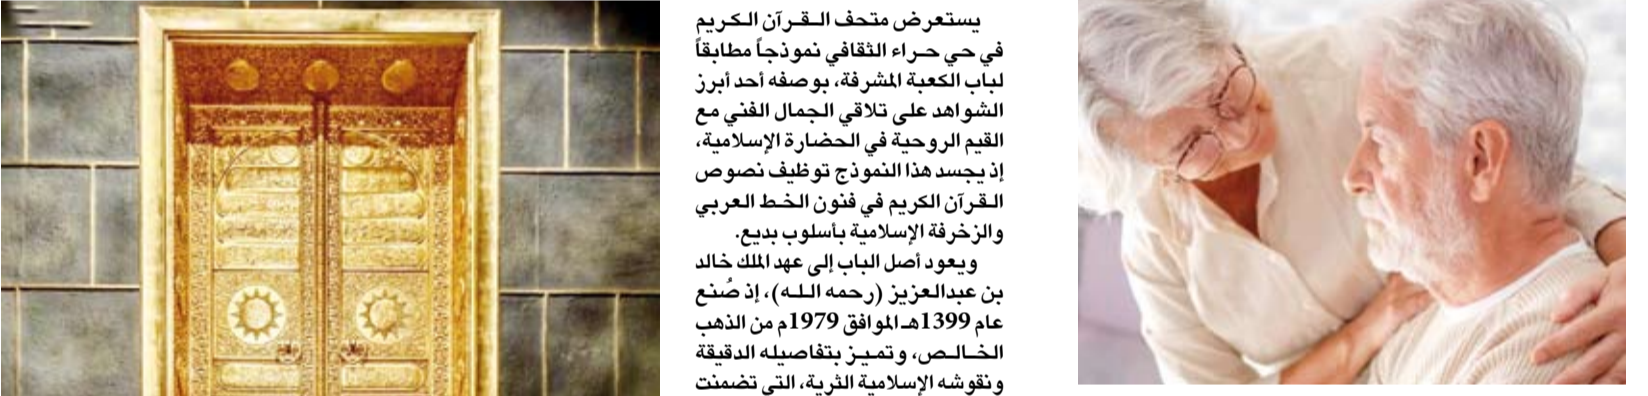 يستعرض متحف القرآن الكريم
في حي حراء الثقافي نموذجاً مطابقاً
لباب الكعبة المشرفة، بوصفه أحد أبرز
الشواهد على تلاقي الجمال الفني مع
القيم الروحية في الحضارة الإسلامية،
إذ يجسد هذا النموذج توظيف نصوص
القرآن الكريم في فنون الخط العربي
والزخرفة الإسلامية بأسلوب بديع.
ويعود أصل الباب إلى عهد الملك خالد
بن عبدالعزيز (رحمه الله)، إذ صُنع
عام 1399هـ الموافق 1979م من الذهب
الخالص، وتميز بتفاصيله الدقيقة
ونقوشه الإسلامية الثرية، التي تضمنت